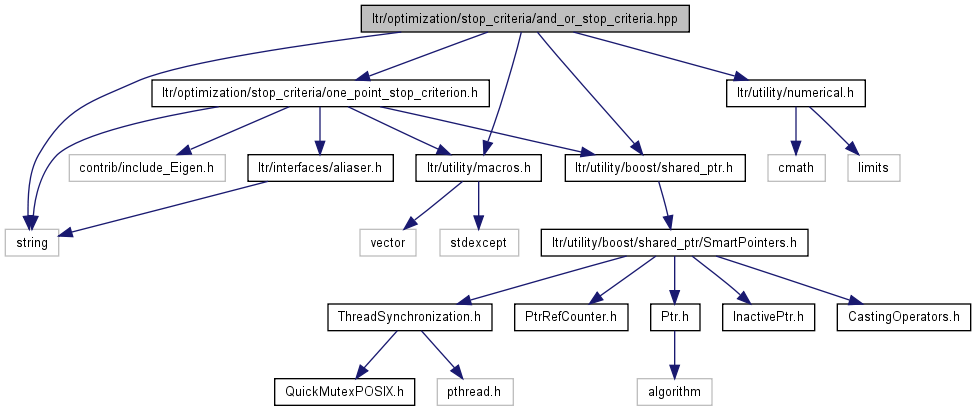 ltr/optimization/stop_criteria/and_or_stop_criteria.hpp
ltr/optimization/stop_criteria/one_point_stop_criterion.h
ltr/utility/numerical.h
contrib/include_Eigen.h
ltr/interfaces/aliaser.h
ltr/utility/macros.h
ltr/utility/boost/shared_ptr.h
cmath
limits
string
vector
stdexcept
ltr/utility/boost/shared_ptr/SmartPointers.h
ThreadSynchronization.h
PtrRefCounter.h
Ptr.h
InactivePtr.h
CastingOperators.h
QuickMutexPOSIX.h
pthread.h
algorithm